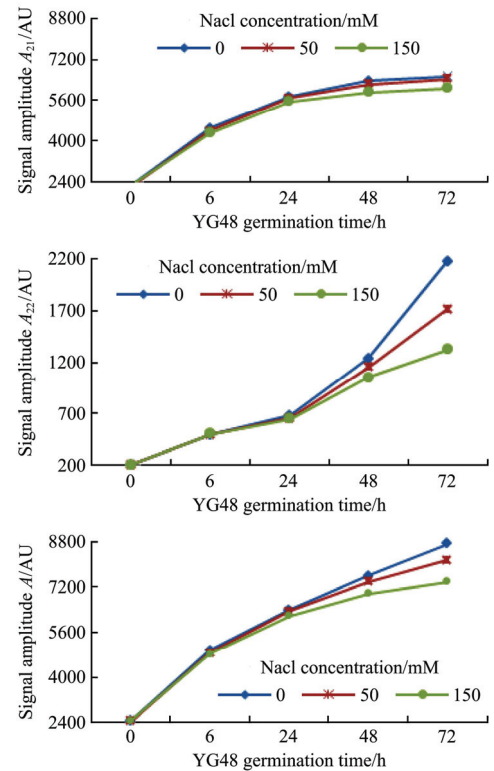 8800
Nacl concentration/mM
0 50 150
7200
5600
4000
2400
Signal amplitude A21/AU
0 6 24 48 72
YG48 germination time/h
2200
Nacl concentration/mM
0 50 150
1700
1200
700
200
Signal amplitude A22/AU
0 6 24 48 72
YG48 germination time/h
8800
7200
5600
4000
2400
Signal amplitude A/AU
Nacl concentration/mM
0 50 150
0 6 24 48 72
YG48 germination time/h